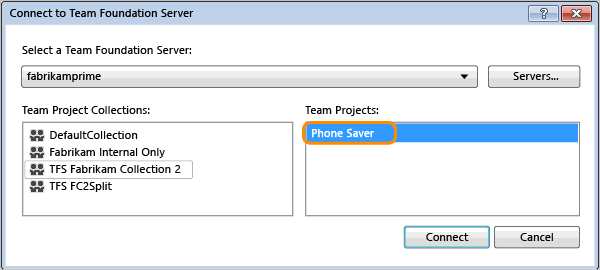 Connect to Team Foundation Server
Select a Team Foundation Server:
fabrikamprime
Servers...
Team Project Collections:
DefaultCollection
Fabrikam Internal Only
TFS Fabrikam Collection 2
TFS FC2Split
Team Projects:
Phone Saver
Connect
Cancel